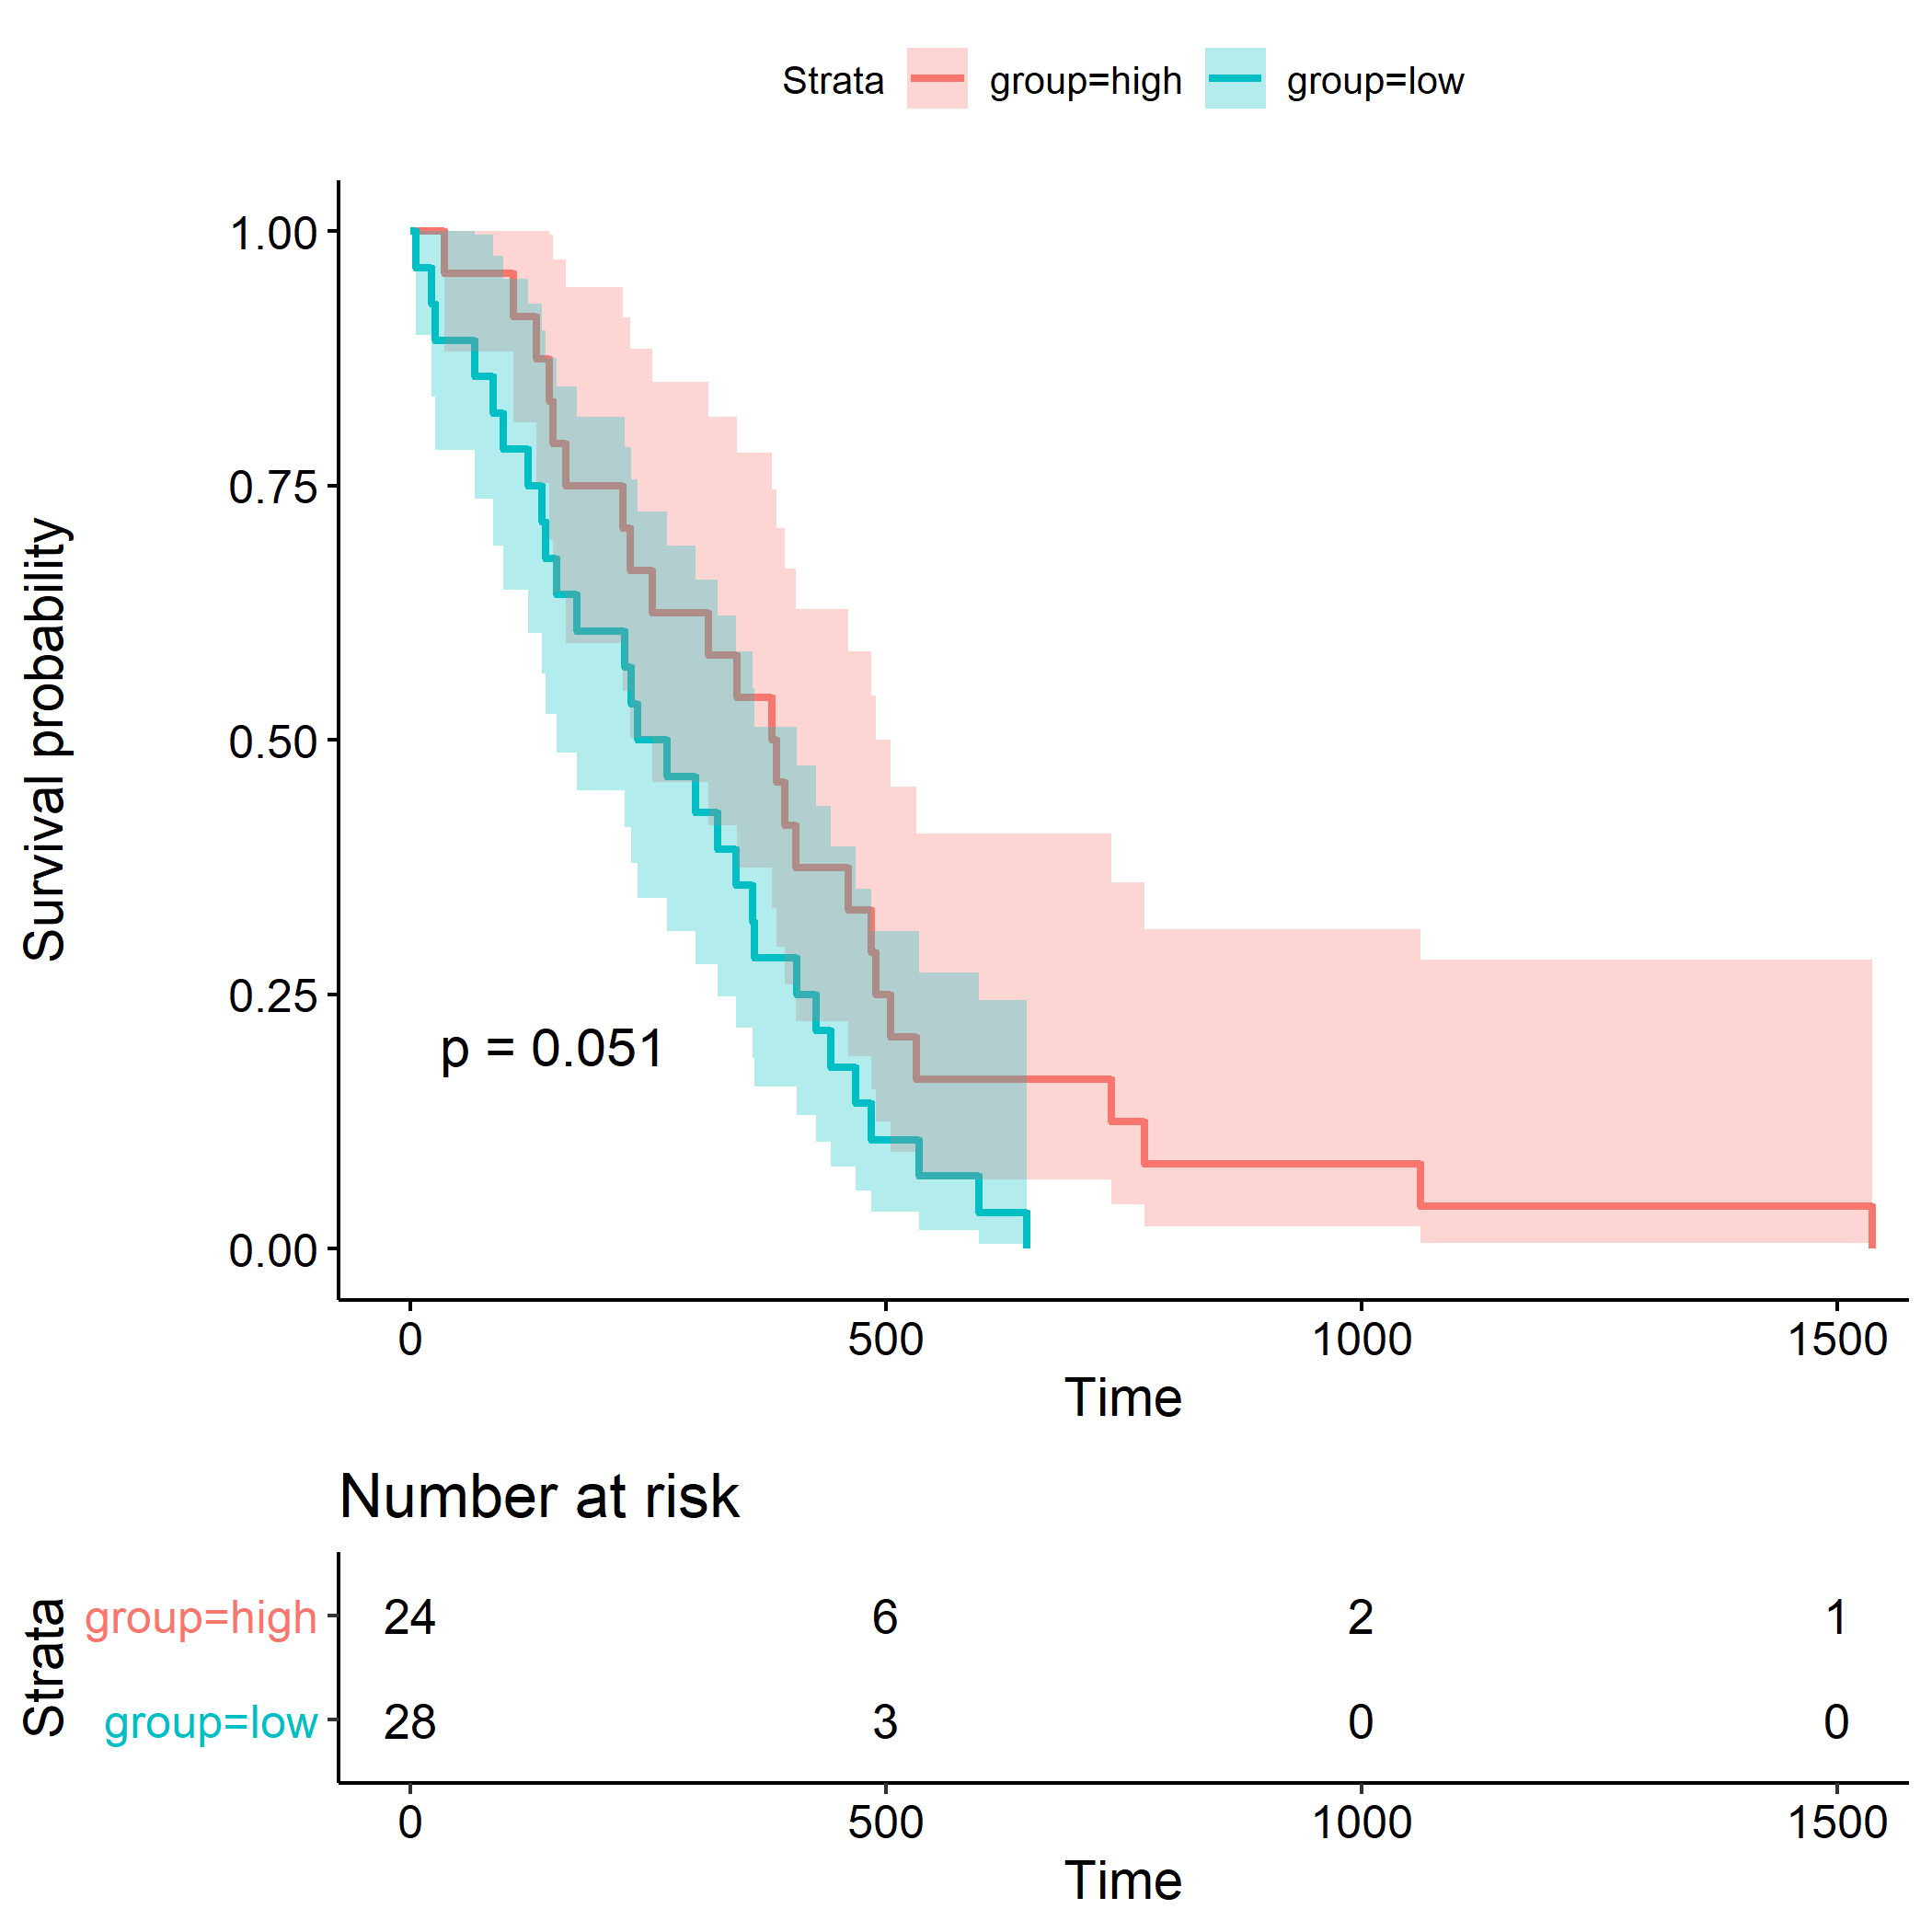 Strata group=high group=low
1.00
0.75
0.50
0.25
0.00
Survival probability
p = 0.051
0 500 1000 1500
Time
Number at risk
Strata
group=high 24 6 2 1
group=low 28 3 0 0
0 500 1000 1500
Time